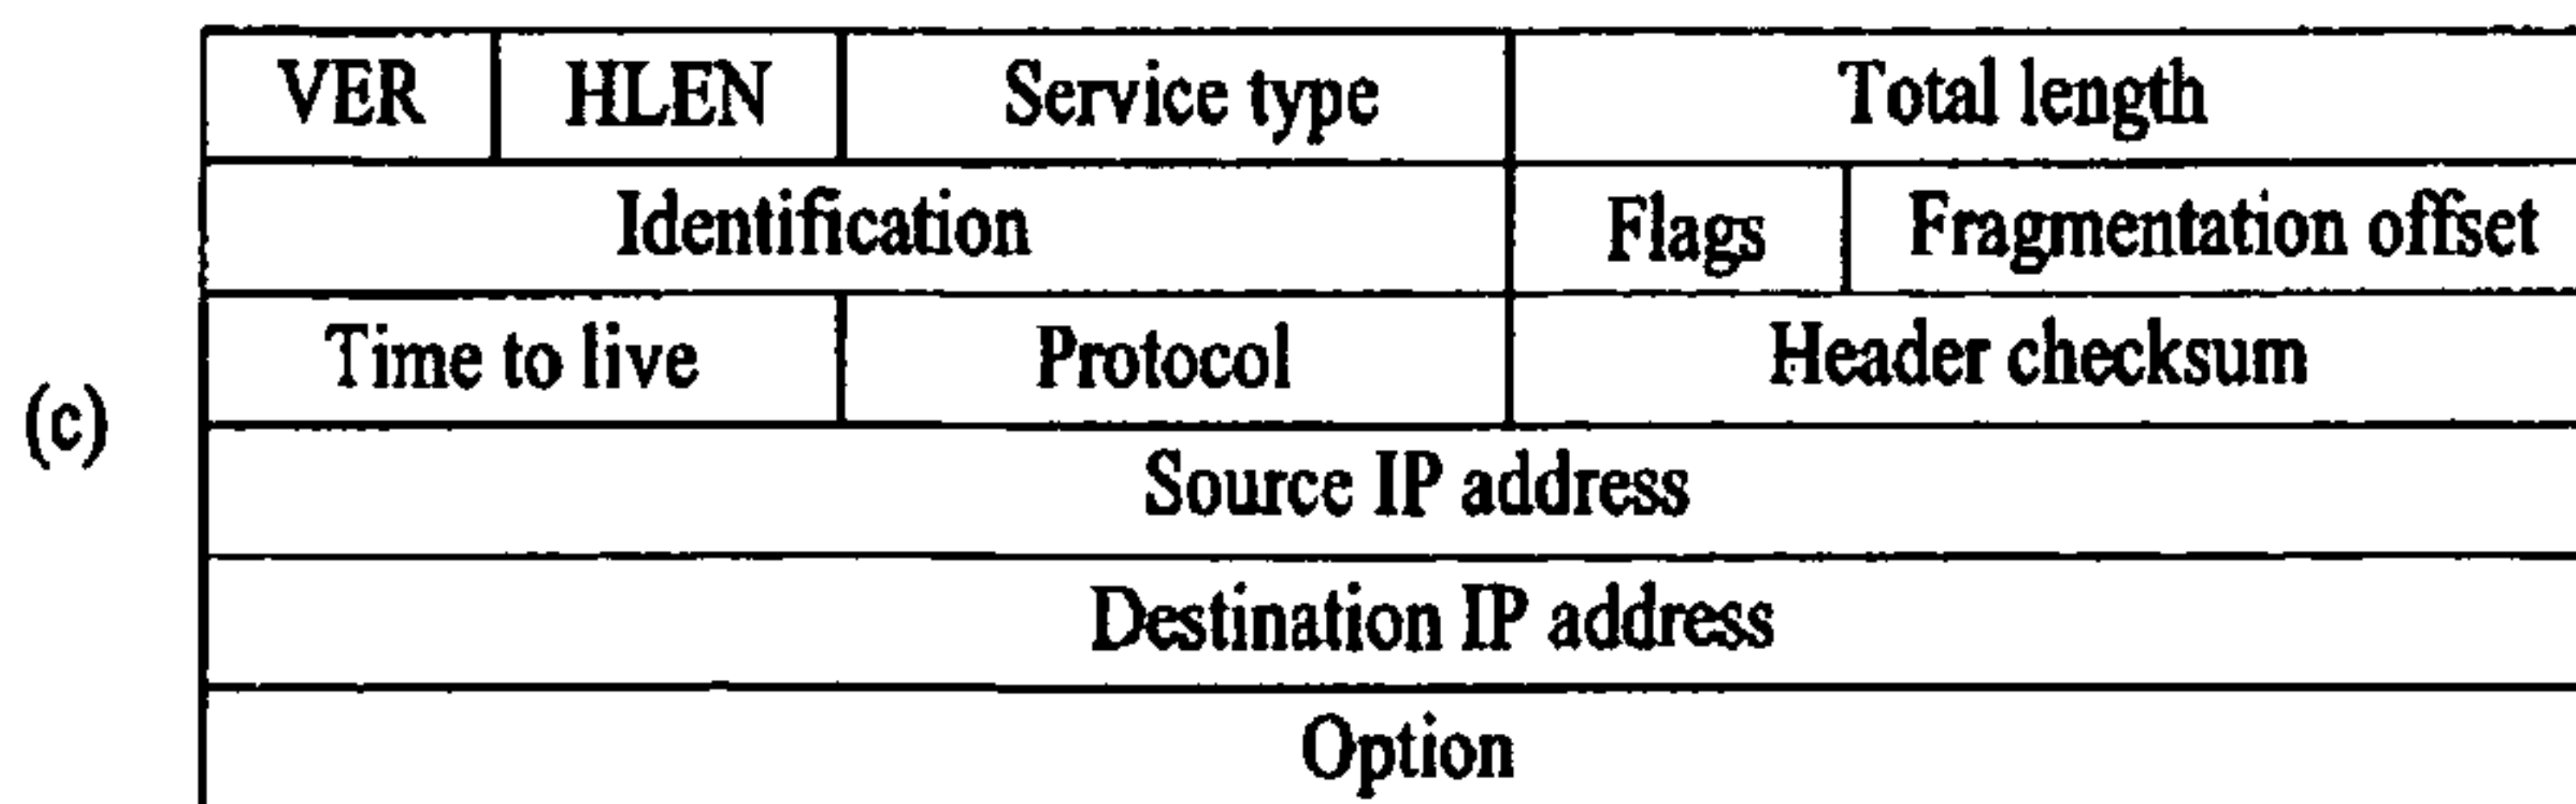 VER HLEN Service type Total length
Identification Flags Fragmentation offset
Time to live Protocol Header checksum
(c)
Source IP address
Destination IP address
Option